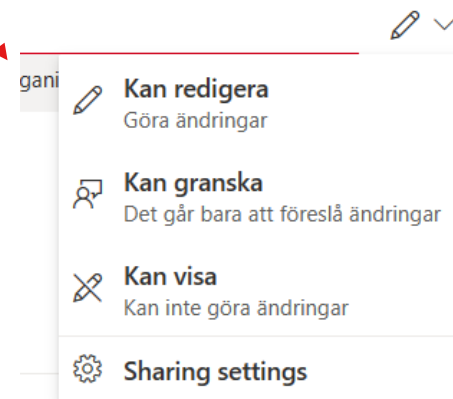 gani
Kan redigera
Göra ändringar
Kan granska
Det går bara att föreslå ändringar
Kan visa
Kan inte göra ändringar
Sharing settings